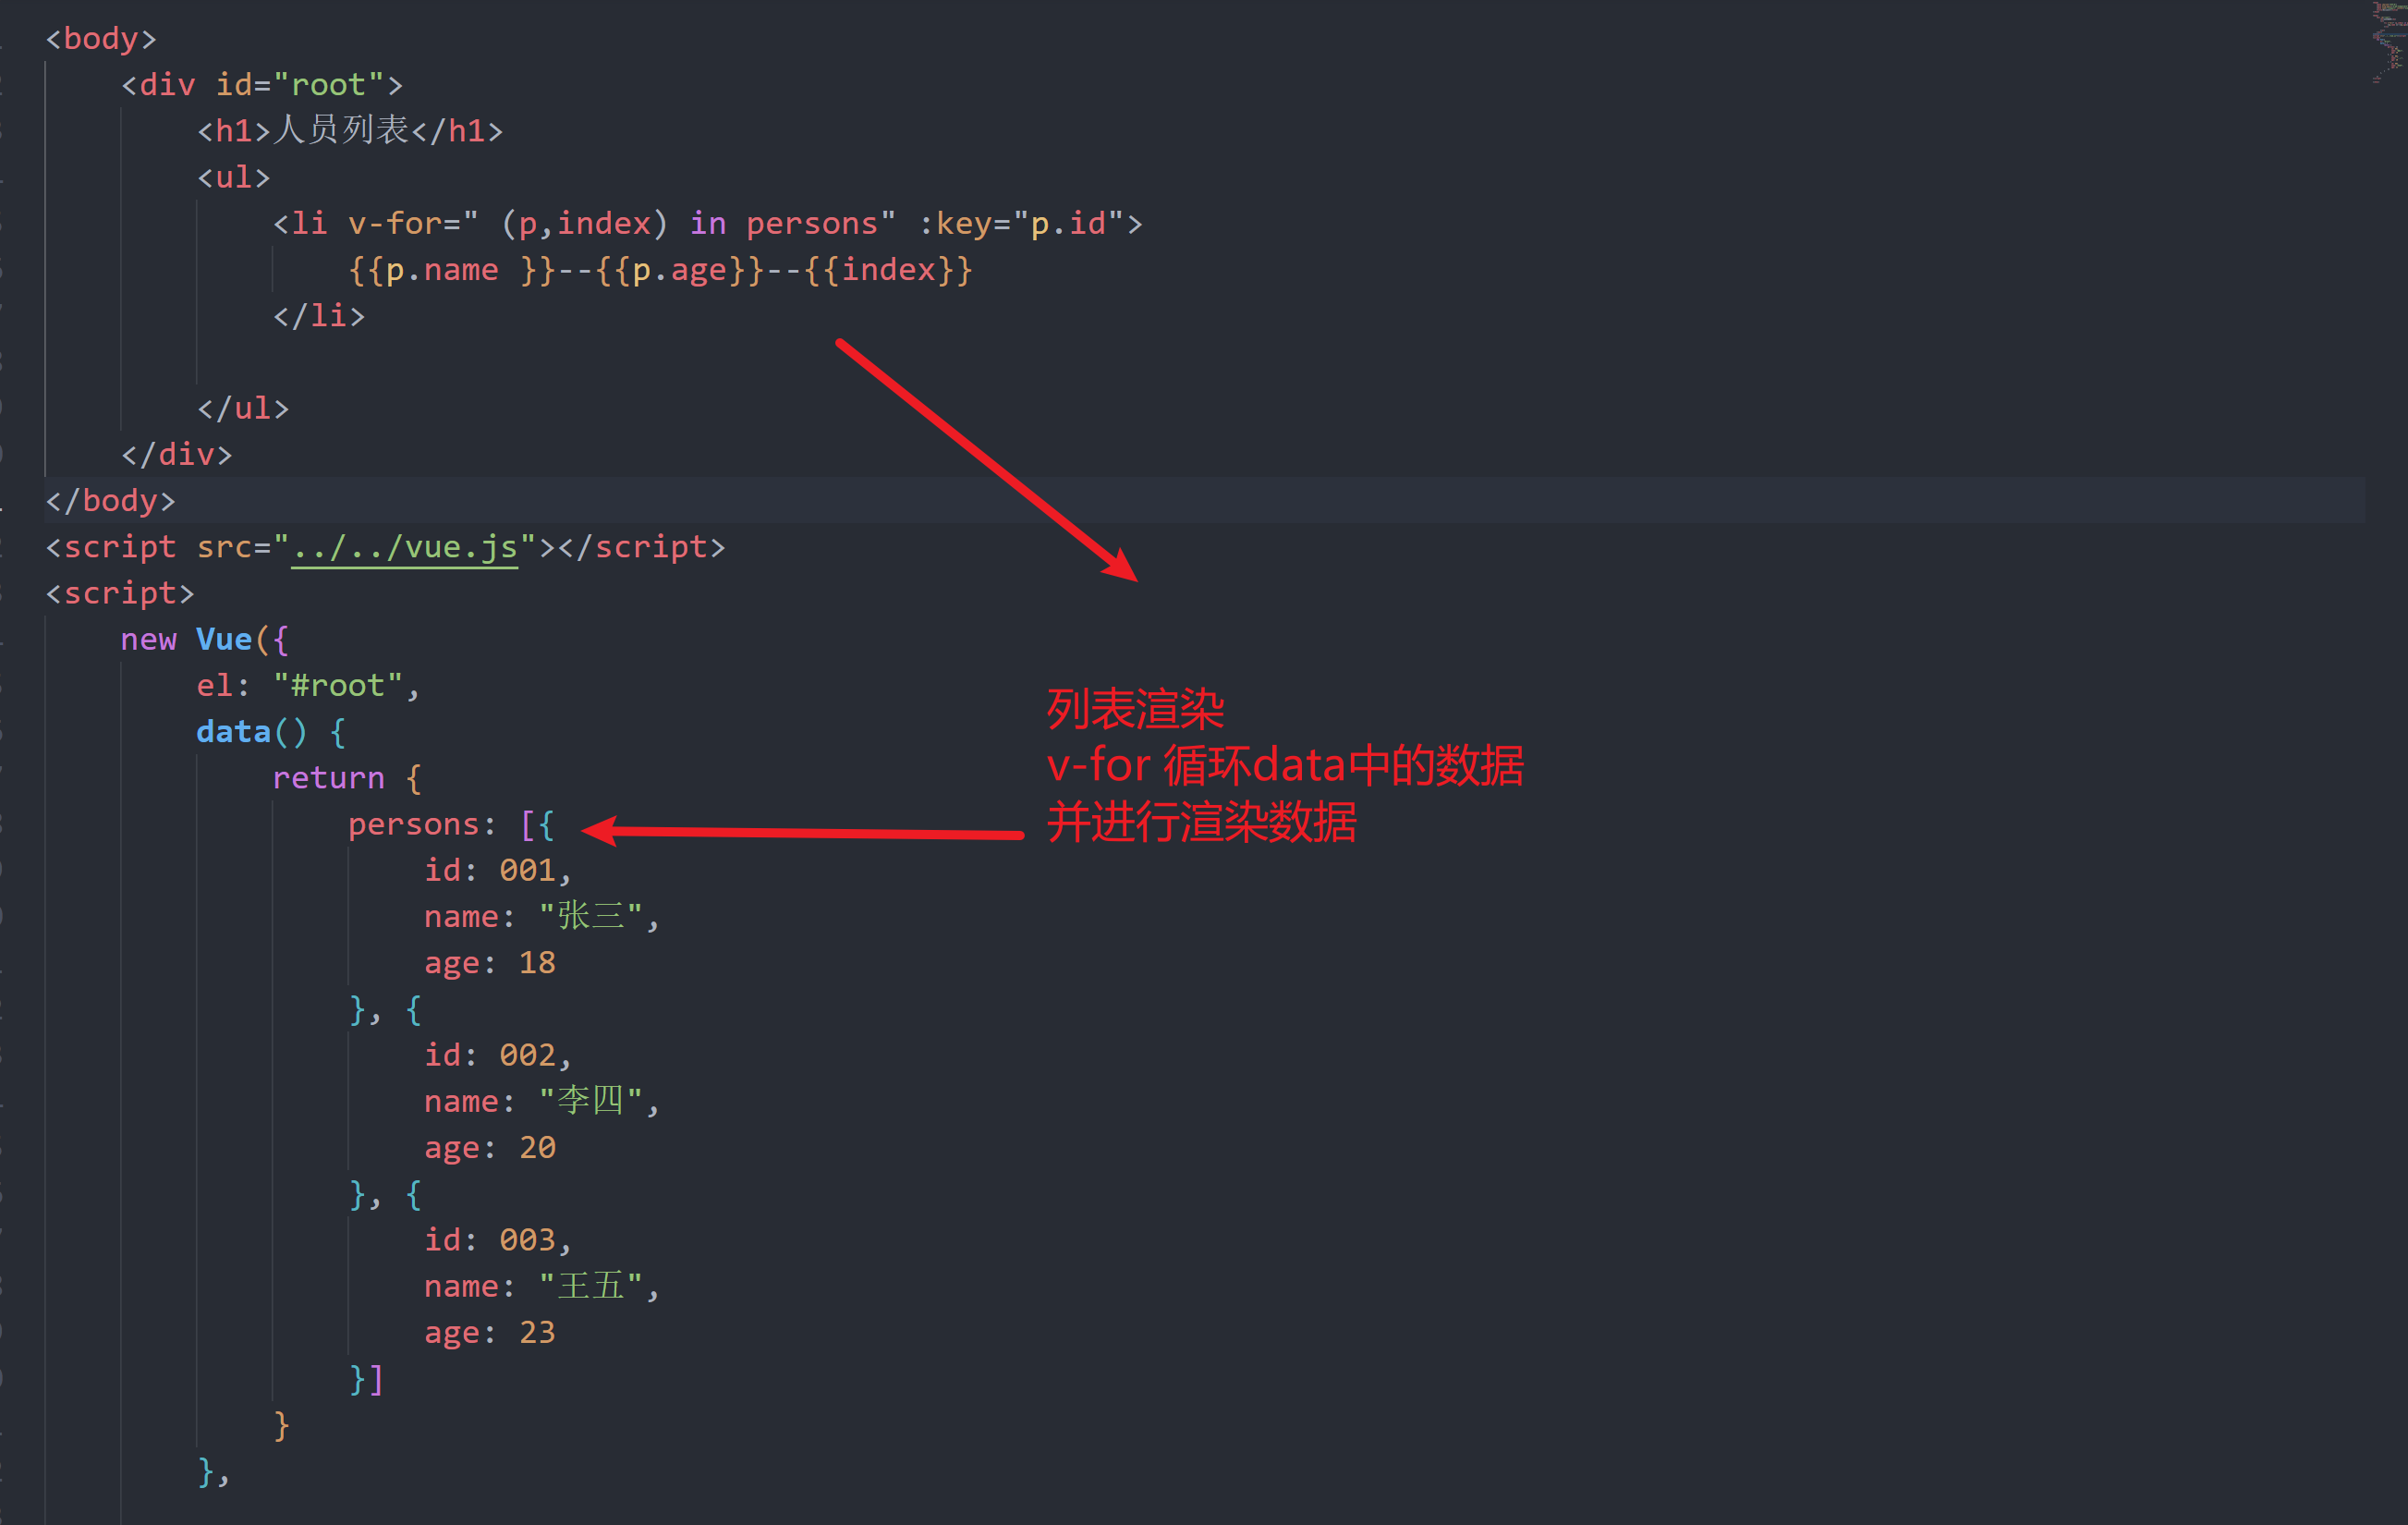 <body>
<div id="root">
<h1>人员列表</h1>
<ul>
<li v-for=" (p,index) in persons" :key="p.id">
{{p.name }}--{{p.age}}--{{index}}
</li>
</ul>
</div>
</body>
<script src="../../vue.js"></script>
<script>
new Vue({
el: "#root",
data() {
return {
persons: [{
id: 001,
name: "张三",
age: 18
}, {
id: 002,
name: "李四",
age: 20
}, {
id: 003,
name: "王五",
age: 23
}]
}
},
列表渲染
v-for 循环data中的数据
并进行渲染数据